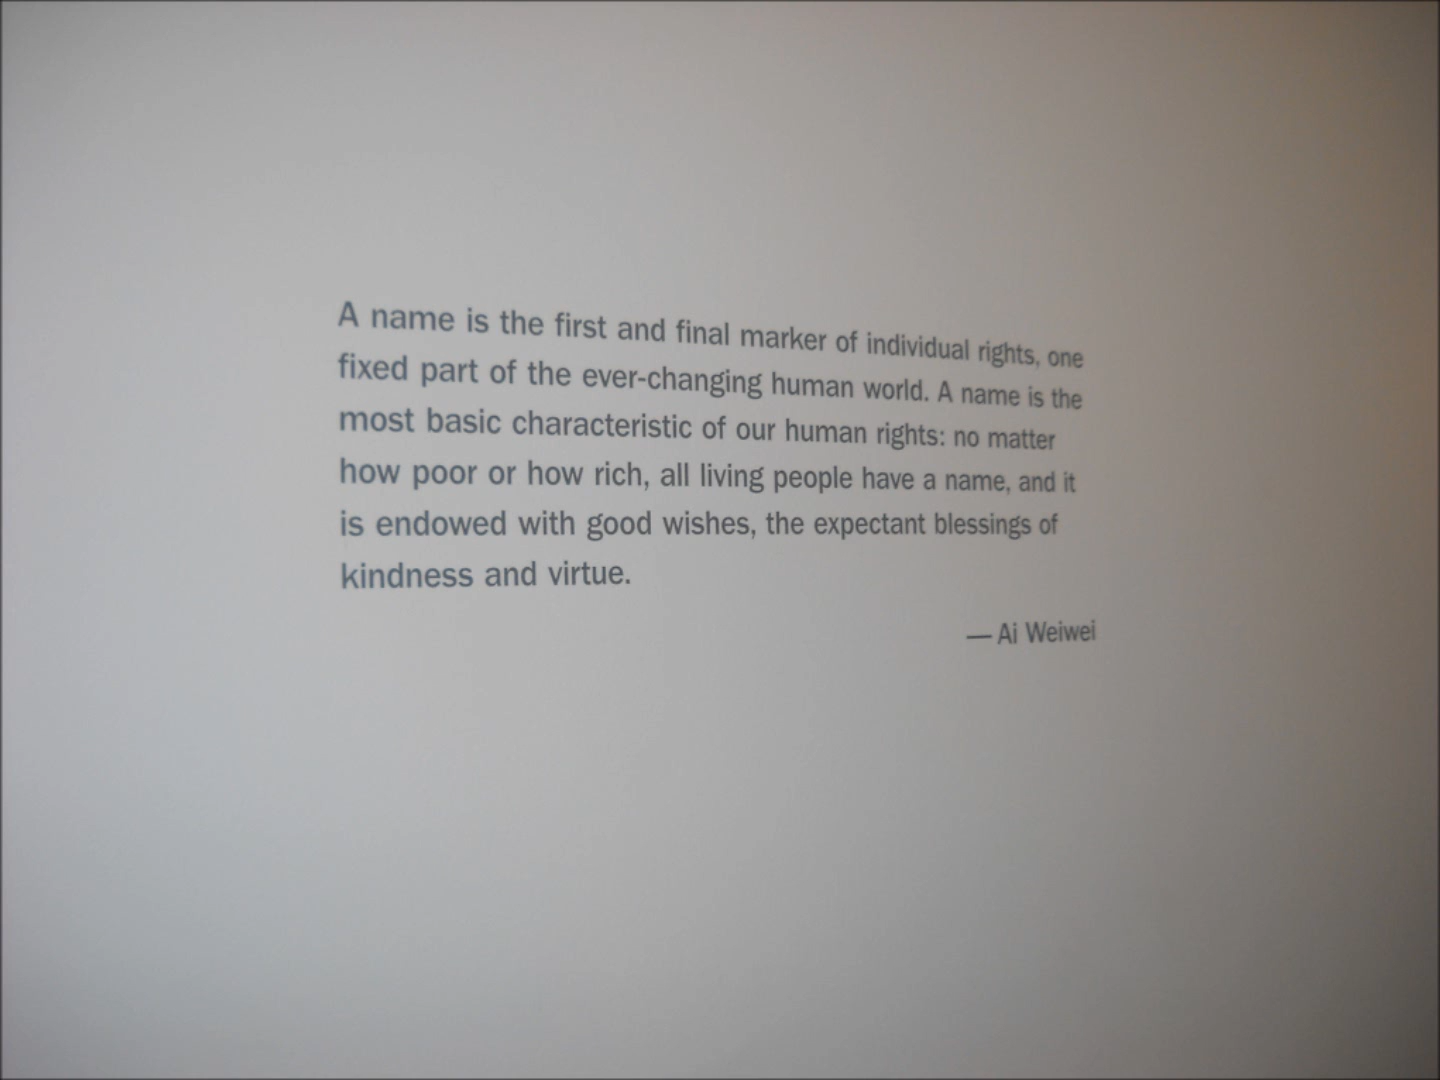 A name is the first and final marker of individual rights, one
fixed part of the ever-changing human world. A name is the
most basic characteristic of our human rights: no matter
how poor or how rich, all living people have a name, and it
is endowed with good wishes, the expectant blessings of
kindness and virtue.
— Ai Weiwei